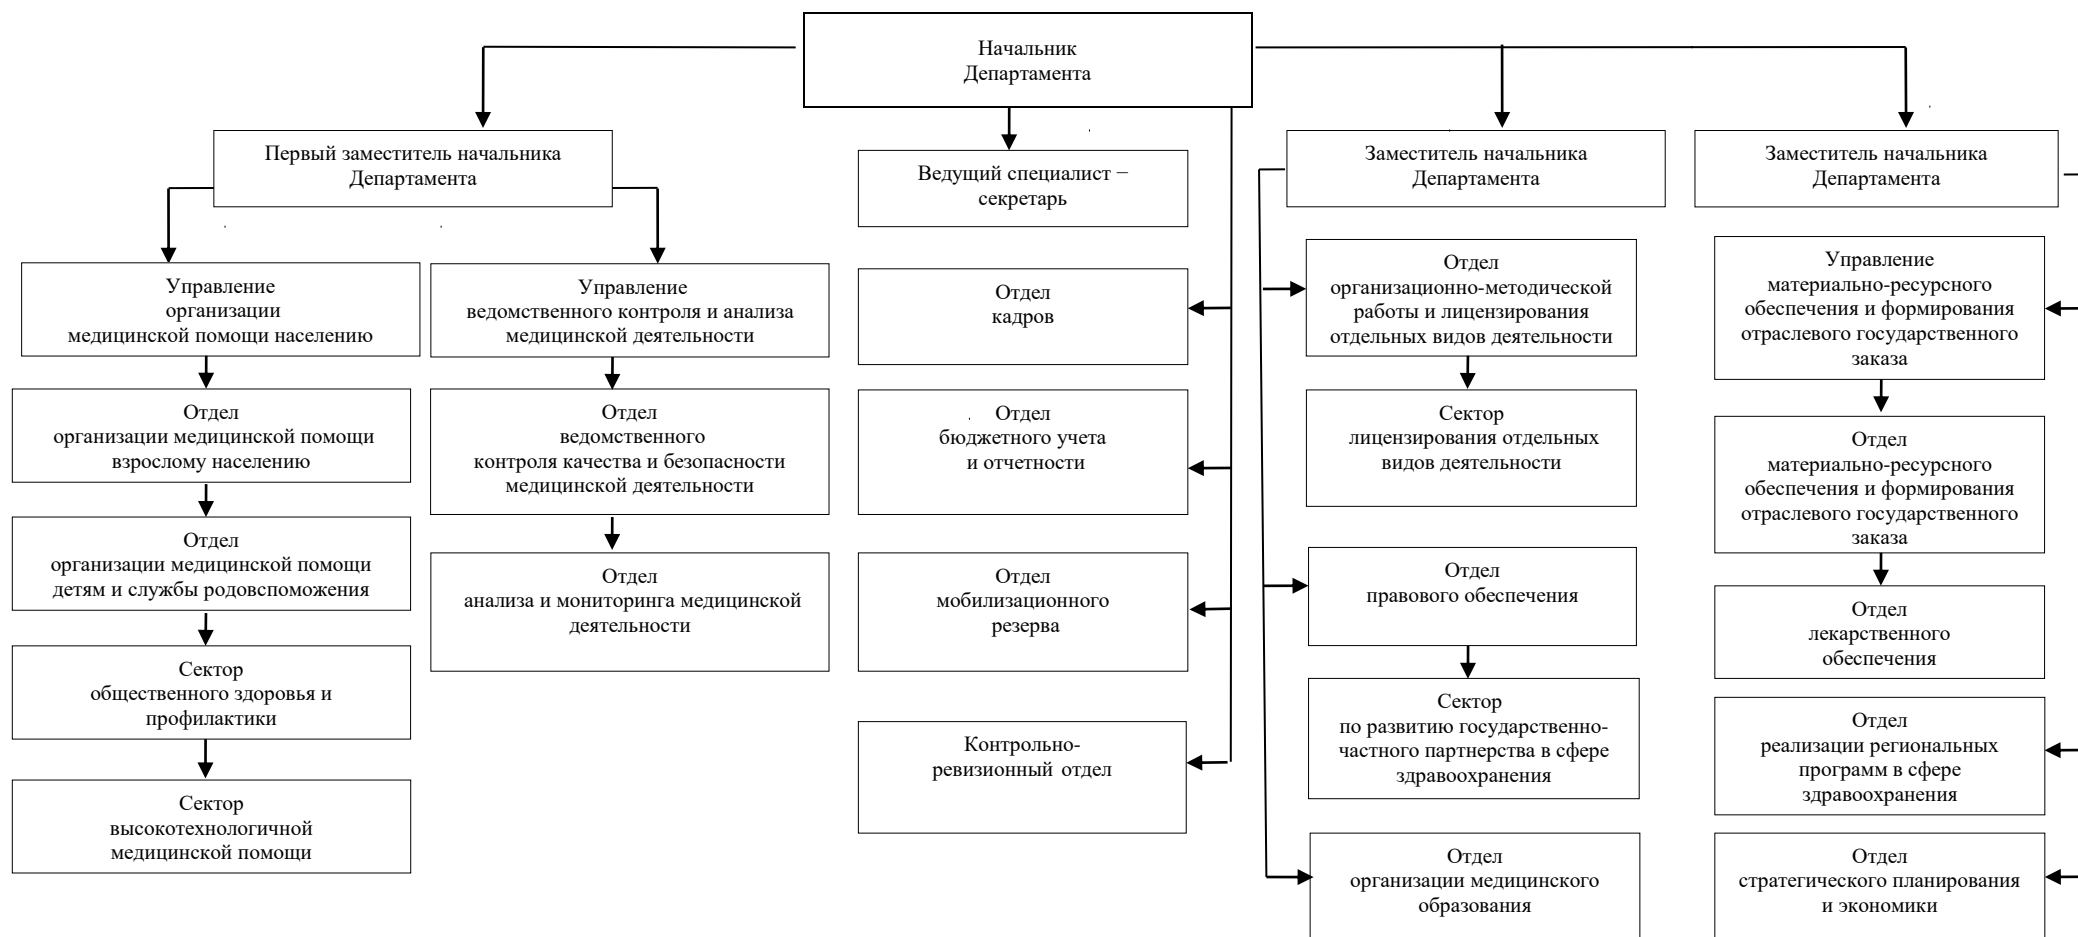 Начальник
Департамента
Первый заместитель начальника
Департамента
Ведущий специалист −
секретарь
Заместитель начальника
Департамента
Заместитель начальника
Департамента
Управление
организации
медицинской помощи населению
Отдел
организации медицинской помощи
взрослому населению
Отдел
организации медицинской помощи
детям и службы родовспоможения
Сектор
общественного здоровья и
профилактики
Сектор
высокотехнологичной
медицинской помощи
Управление
ведомственного контроля и анализа
медицинской деятельности
Отдел
ведомственного
контроля качества и безопасности
медицинской деятельности
Отдел
анализа и мониторинга медицинской
деятельности
Отдел
кадров
Отдел
бюджетного учета
и отчетности
Отдел
мобилизационного
резерва
Контрольно-
ревизионный отдел
Отдел
организационно-методической
работы и лицензирования
отдельных видов деятельности
Сектор
лицензирования отдельных
видов деятельности
Отдел
правового обеспечения
Сектор
по развитию государственно-
частного партнерства в сфере
здравоохранения
Отдел
организации медицинского
образования
Управление
материально-ресурсного
обеспечения и формирования
отраслевого государственного
заказа
Отдел
материально-ресурсного
обеспечения и формирования
отраслевого государственного
заказа
Отдел
лекарственного
обеспечения
Отдел
реализации региональных
программ в сфере
здравоохранения
Отдел
стратегического планирования
и экономики